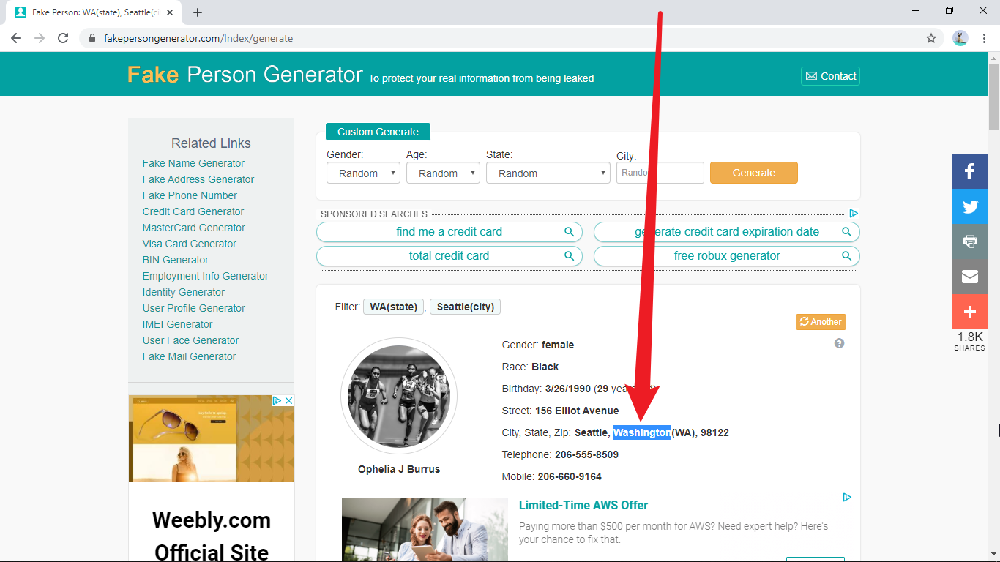 Fake Person: WA(state), Seattle(ci
fakepersongenerator.com/Index/generate
Fake Person Generator To protect your real information from being leaked
Contact
Related Links
Fake Name Generator
Fake Address Generator
Fake Phone Number
Credit Card Generator
MasterCard Generator
Visa Card Generator
BIN Generator
Employment Info Generator
Identity Generator
User Profile Generator
IMEI Generator
User Face Generator
Fake Mail Generator
Weebly.com
Official Site
Custom Generate
Gender: Age: State: City:
Random Random Random Rando Generate
SPONSORED SEARCHES
find me a credit card
generate credit card expiration date
total credit card
free robux generator
Filter: WA(state), Seattle(city)
Another
Gender: female
Race: Black
Birthday: 3/26/1990 (29 yea
Street: 156 Elliot Avenue
City, State, Zip: Seattle, Washington(WA), 98122
Telephone: 206-555-8509
Mobile: 206-660-9164
Ophelia J Burrus
Limited-Time AWS Offer
Paying more than $500 per month for AWS? Need expert help? Here's
your chance to fix that.
1.8K
SHARES